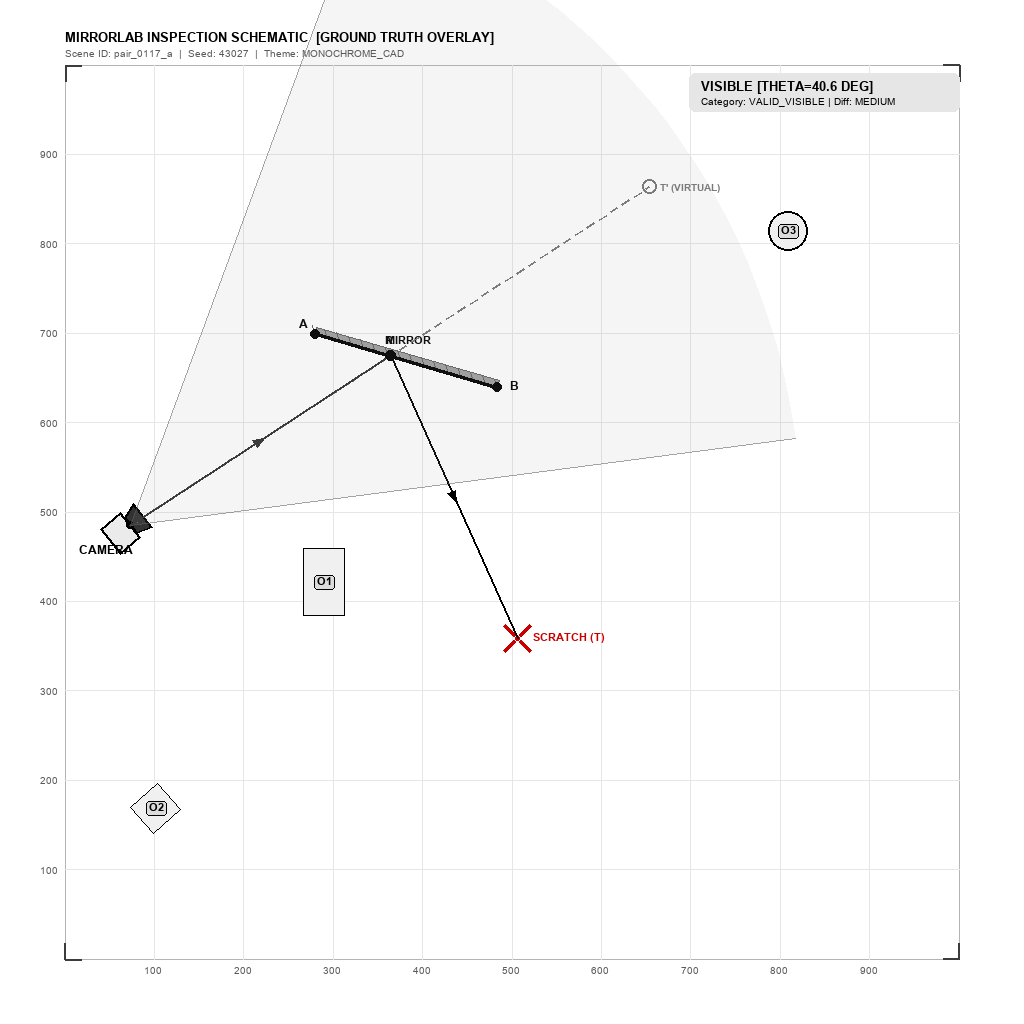 MIRRORLAB INSPECTION SCHEMATIC [GROUND TRUTH OVERLAY]
Scene ID: pair_0117_a | Seed: 43027 | Theme: MONOCHROME_CAD
VISIBLE [THETA=40.6 DEG]
Category: VALID_VISIBLE | Diff: MEDIUM
900
T' (VIRTUAL)
O3
800
A
700
MIRROR
B
600
500
CAMERA
O1
400
SCRATCH (T)
300
200
O2
100
100 200 300 400 500 600 700 800 900